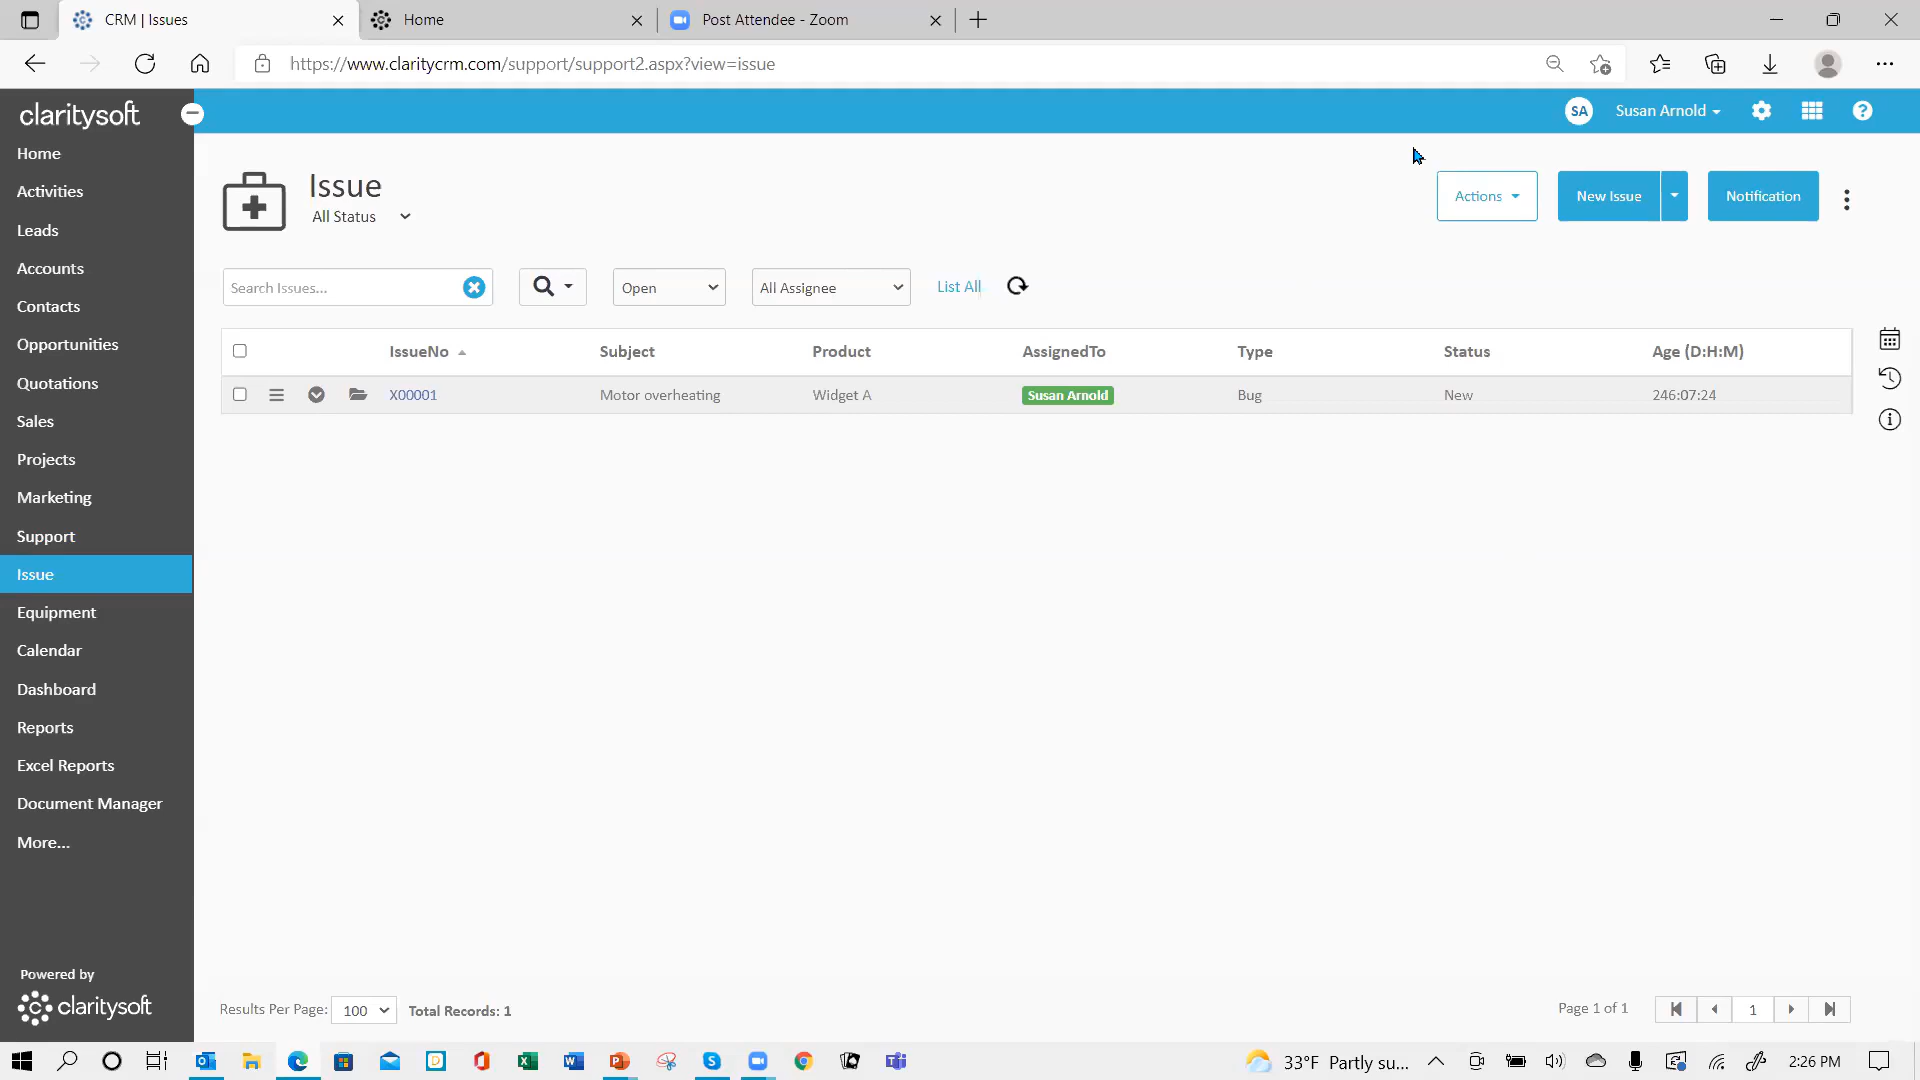 CRM | Issues
Home
Post Attendee - Zoom
https://www.claritycrm.com/support/support2.aspx?view=issue
claritysoft
SA
Susan Arnold
Home
Activities
Leads
Accounts
Contacts
Opportunities
Quotations
Sales
Projects
Marketing
Support
Issue
Equipment
Calendar
Dashboard
Reports
Excel Reports
Document Manager
More...
Powered by
claritysoft
Issue
All Status
Actions
New Issue
Notification
Search Issues...
Open
All Assignee
List All
IssueNo Subject Product AssignedTo Type Status Age (D:H:M)
X00001 Motor overheating Widget A Susan Arnold Bug New 246:07:24
Results Per Page: 100 Total Records: 1
Page 1 of 1
1
33°F Partly su...
2:26 PM